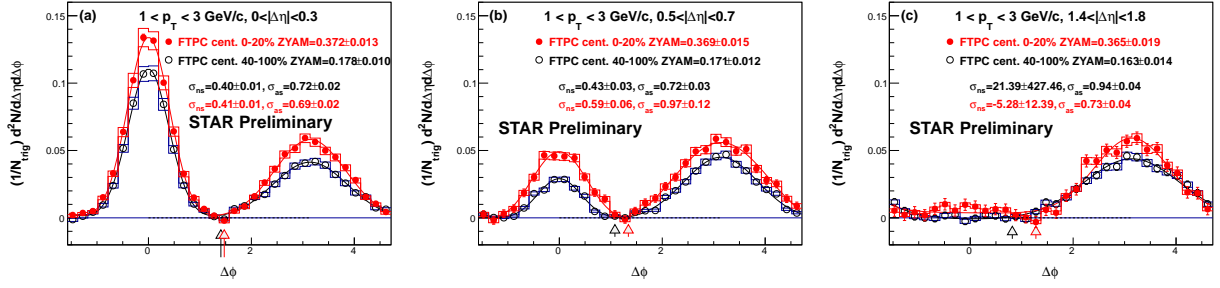 (a)
1 < p_T < 3 GeV/c, 0<|Δη|<0.3
FTPC cent. 0-20% ZYAM=0.372±0.013
FTPC cent. 40-100% ZYAM=0.178±0.010
σ_ns=0.40±0.01, σ_as=0.72±0.02
σ_ns=0.41±0.01, σ_as=0.69±0.02
STAR Preliminary
(1/N_trig) d²N/dΔηdΔϕ
0.15
0.1
0.05
0
0 2 4
Δϕ
(b)
1 < p_T < 3 GeV/c, 0.5<|Δη|<0.7
FTPC cent. 0-20% ZYAM=0.369±0.015
FTPC cent. 40-100% ZYAM=0.171±0.012
σ_ns=0.43±0.03, σ_as=0.72±0.03
σ_ns=0.59±0.06, σ_as=0.97±0.12
STAR Preliminary
(1/N_trig) d²N/dΔηdΔϕ
0.15
0.1
0.05
0
0 2 4
Δϕ
(c)
1 < p_T < 3 GeV/c, 1.4<|Δη|<1.8
FTPC cent. 0-20% ZYAM=0.365±0.019
FTPC cent. 40-100% ZYAM=0.163±0.014
σ_ns=21.39±427.46, σ_as=0.94±0.04
σ_ns=-5.28±12.39, σ_as=0.73±0.04
STAR Preliminary
(1/N_trig) d²N/dΔηdΔϕ
0.15
0.1
0.05
0
0 2 4
Δϕ